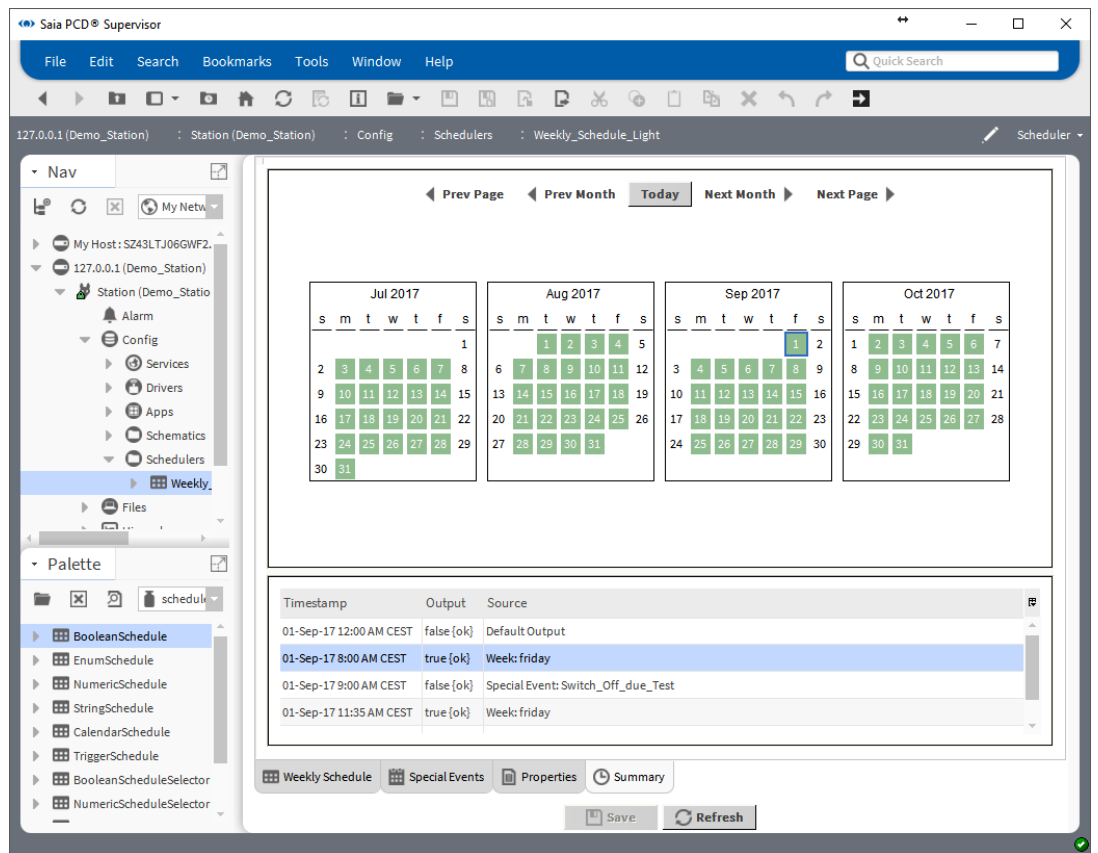 Saia PCD® Supervisor
File Edit Search Bookmarks Tools Window Help
Quick Search
127.0.0.1 (Demo_Station) : Station (Demo_Station) : Config : Schedulers : Weekly_Schedule_Light Scheduler
Nav
My Netw
My Host : SZ43LTJ06GWF2.
127.0.0.1 (Demo_Station)
Station (Demo_Statio
Alarm
Config
Services
Drivers
Apps
Schematics
Schedulers
Weekly_
Files
Palette
schedule
BooleanSchedule
EnumSchedule
NumericSchedule
StringSchedule
CalendarSchedule
TriggerSchedule
BooleanScheduleSelector
NumericScheduleSelector
Prev Page Prev Month Today Next Month Next Page
Jul 2017
s m t w t f s
1
2 3 4 5 6 7 8
9 10 11 12 13 14 15
16 17 18 19 20 21 22
23 24 25 26 27 28 29
30 31
Aug 2017
s m t w t f s
1 2 3 4 5
6 7 8 9 10 11 12
13 14 15 16 17 18 19
20 21 22 23 24 25 26
27 28 29 30 31
Sep 2017
s m t w t f s
1 2
3 4 5 6 7 8 9
10 11 12 13 14 15 16
17 18 19 20 21 22 23
24 25 26 27 28 29 30
Oct 2017
s m t w t f s
1 2 3 4 5 6 7
8 9 10 11 12 13 14
15 16 17 18 19 20 21
22 23 24 25 26 27 28
29 30 31
Timestamp Output Source
01-Sep-17 12:00 AM CEST false {ok} Default Output
01-Sep-17 8:00 AM CEST true {ok} Week: friday
01-Sep-17 9:00 AM CEST false {ok} Special Event: Switch_Off_due_Test
01-Sep-17 11:35 AM CEST true {ok} Week: friday
Weekly Schedule Special Events Properties Summary
Save Refresh